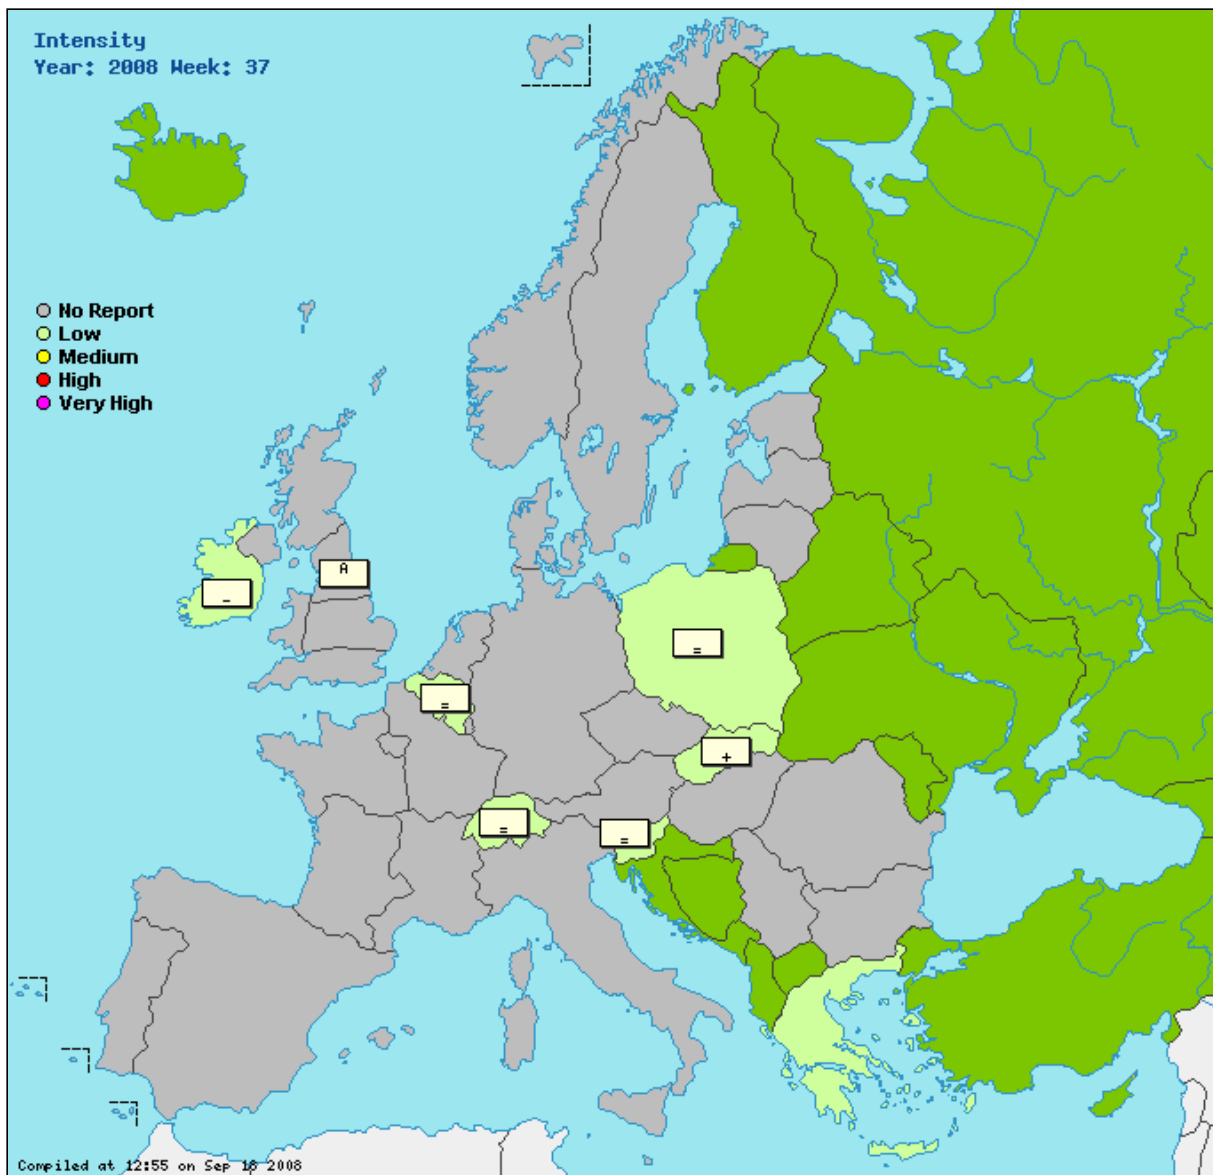 Intensity
Year: 2008 Week: 37
No Report
Low
Medium
High
Very High
A
-
=
=
+
=
=
Compiled at 12:55 on Sep 18 2008